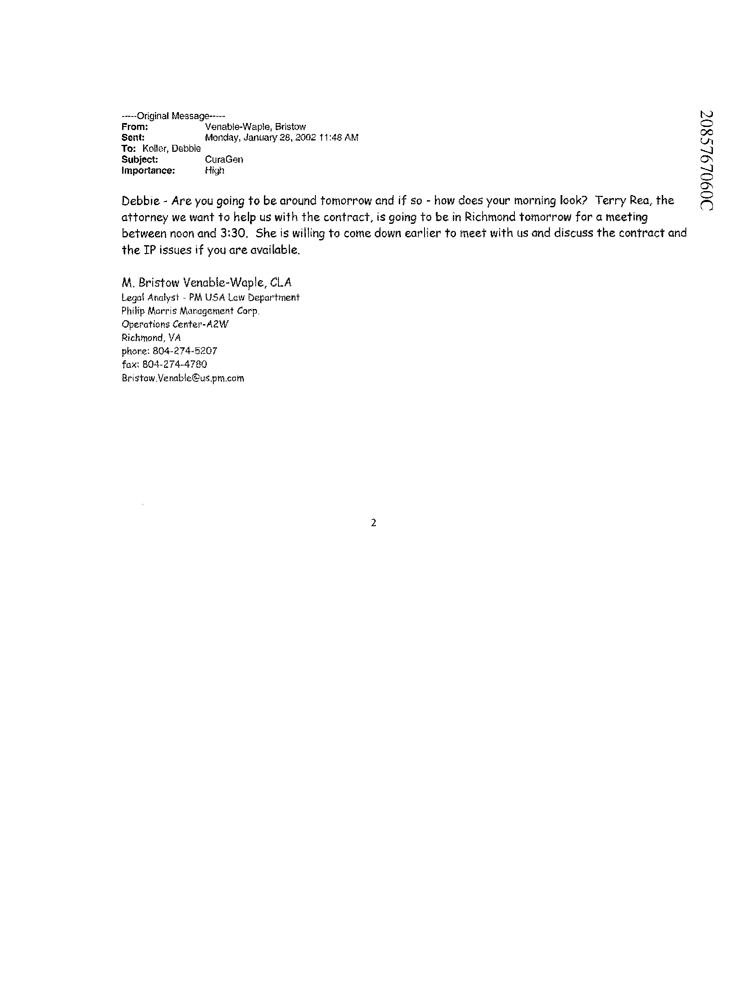 -----Original Message-----
From: Venable-Waple, Bristow
Sent: Monday, January 28, 2002 11:48 AM
To: Keller, Debbie
Subject: CuraGen
Importance: High
Debbie - Are you going to be around tomorrow and if so - how does your morning look? Terry Rea, the
attorney we want to help us with the contract, is going to be in Richmond tomorrow for a meeting
between noon and 3:30. She is willing to come down earlier to meet with us and discuss the contract and
the IP issues if you are available.
M. Bristow Venable-Waple, CLA
Legal Analyst - PM USA Law Department
Philip Morris Management Corp.
Operations Center-A2W
Richmond, VA
phone: 804-274-5207
fax: 804-274-4780
Bristow.Venable@us.pm.com
2
2085767060C